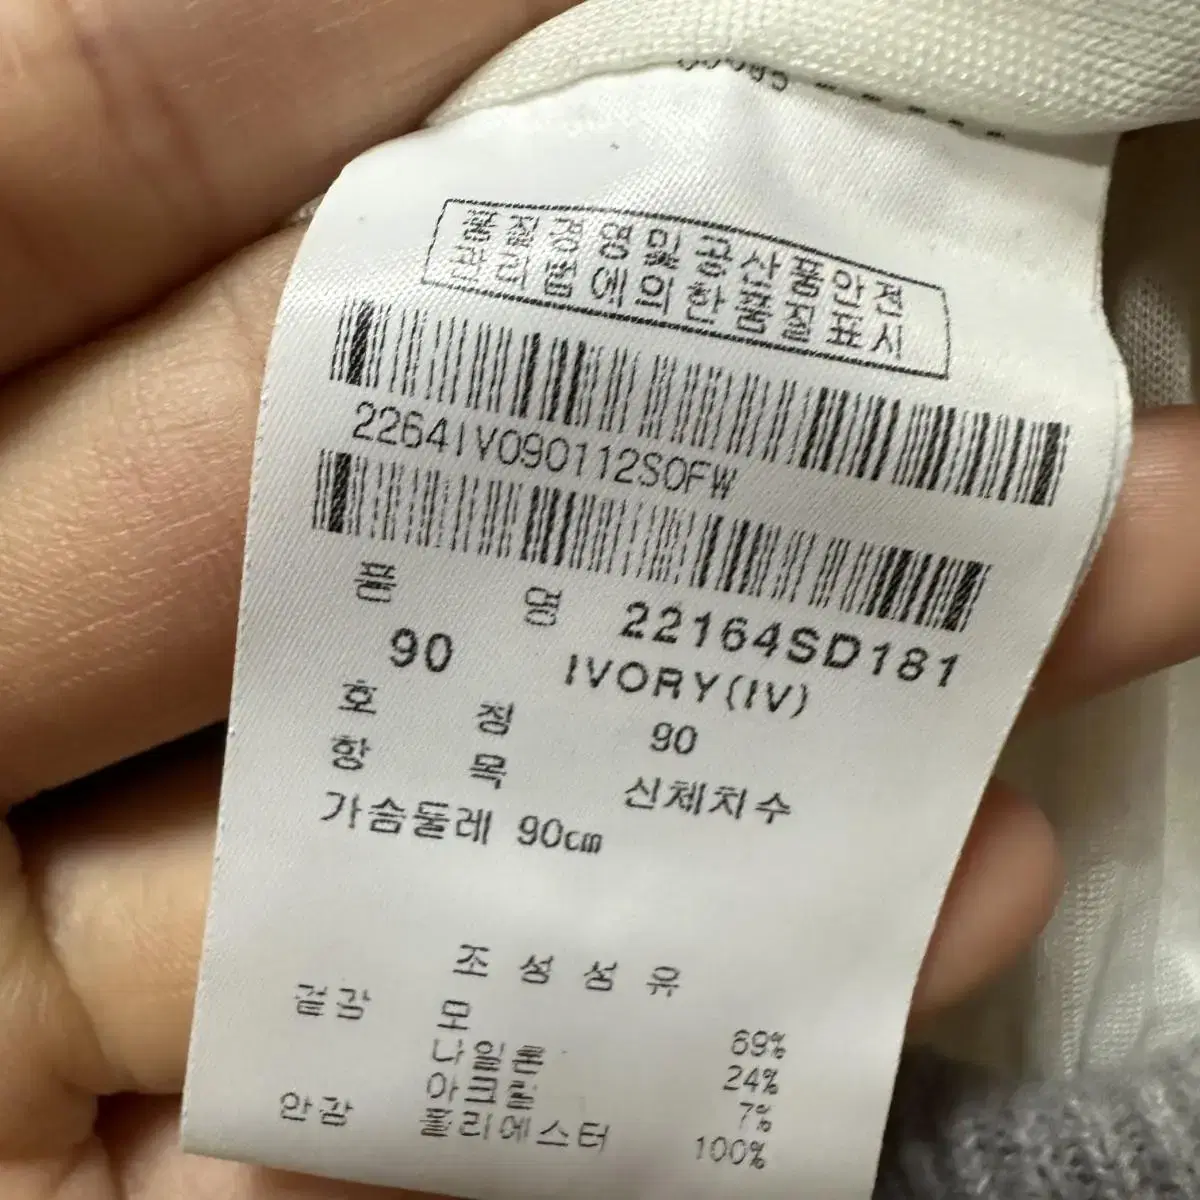 품질경영및공산품안전
관리법에의한품질표시
2264IV090112S0FW
품 명 22164SD181
90 IVORY(IV)
호 칭 90
항 목 신체치수
가슴둘레 90cm
조성섬유
겉감 모 69%
나일론 24%
아크릴 7%
안감 폴리에스터 100%